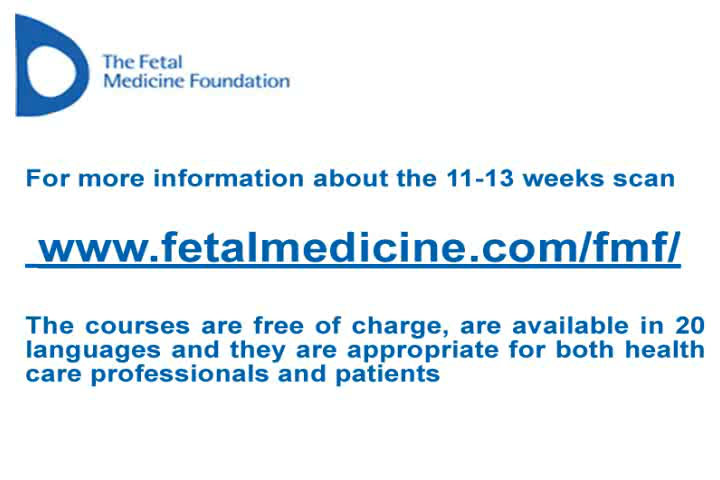 The Fetal
Medicine Foundation
For more information about the 11-13 weeks scan
www.fetalmedicine.com/fmf/
The courses are free of charge, are available in 20
languages and they are appropriate for both health
care professionals and patients